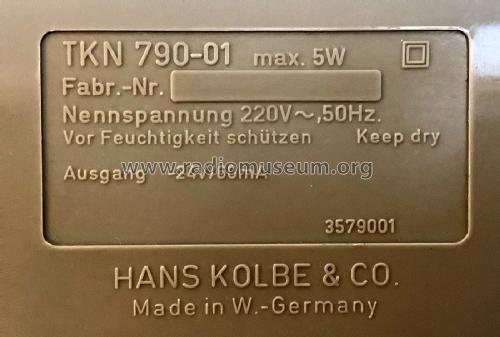 TKN 790-01 max. 5W
Fabr.-Nr.
Nennspannung 220V~,50Hz.
Vor Feuchtigkeit schützen Keep dry
www.radiomuseum.org
Ausgang
3579001
HANS KOLBE & CO.
Made in W.-Germany